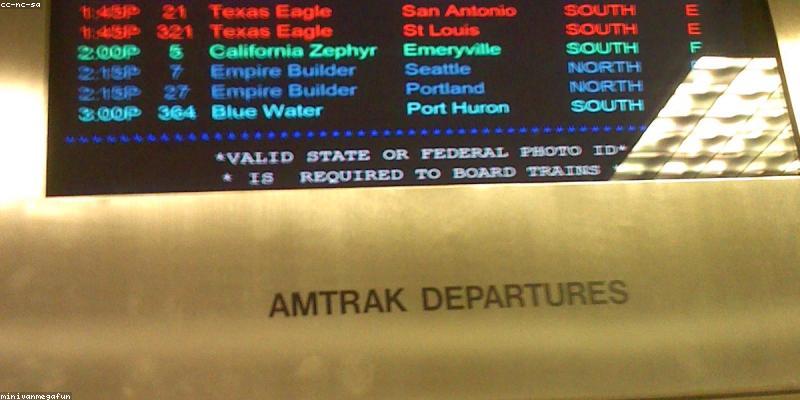 cc-nc-sa
1:45P 21 Texas Eagle San Antonio SOUTH E
1:45P 321 Texas Eagle St Louis SOUTH E
2:00P 5 California Zephyr Emeryville SOUTH F
2:15P 7 Empire Builder Seattle NORTH
2:15P 27 Empire Builder Portland NORTH
3:00P 364 Blue Water Port Huron SOUTH
*VALID STATE OR FEDERAL PHOTO ID*
* IS REQUIRED TO BOARD TRAINS
AMTRAK DEPARTURES
minivanmegafun